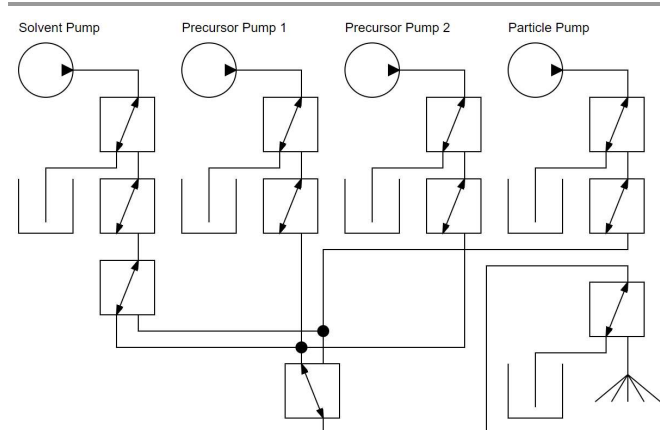 Solvent Pump
Precursor Pump 1
Precursor Pump 2
Particle Pump